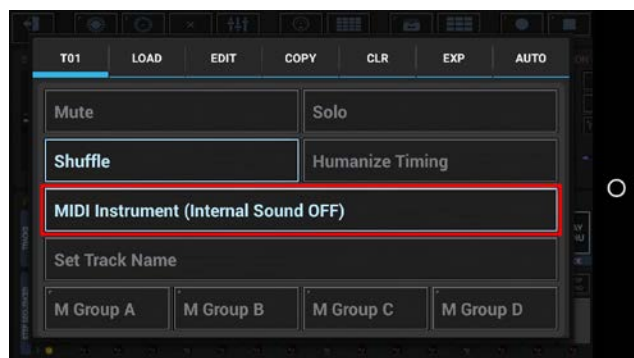 T01 LOAD EDIT COPY CLR EXP AUTO
Mute Solo
Shuffle Humanize Timing
MIDI Instrument (Internal Sound OFF)
Set Track Name
M Group A M Group B M Group C M Group D
TRACKS